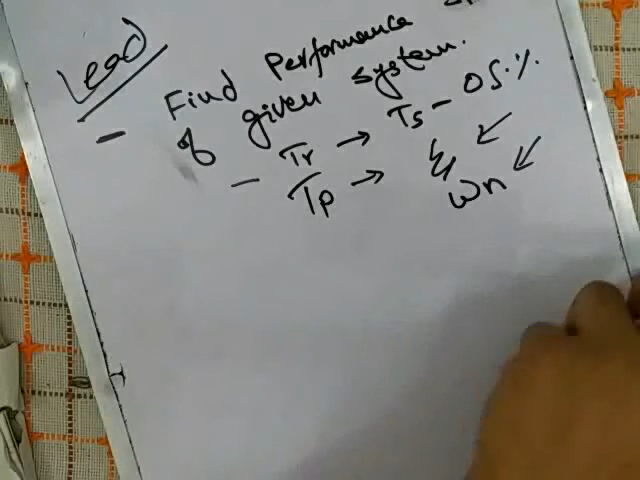 Lead
- Find Performance
of given system.
- Tr → Ts - OS.%.
Tp → ξ
ωn